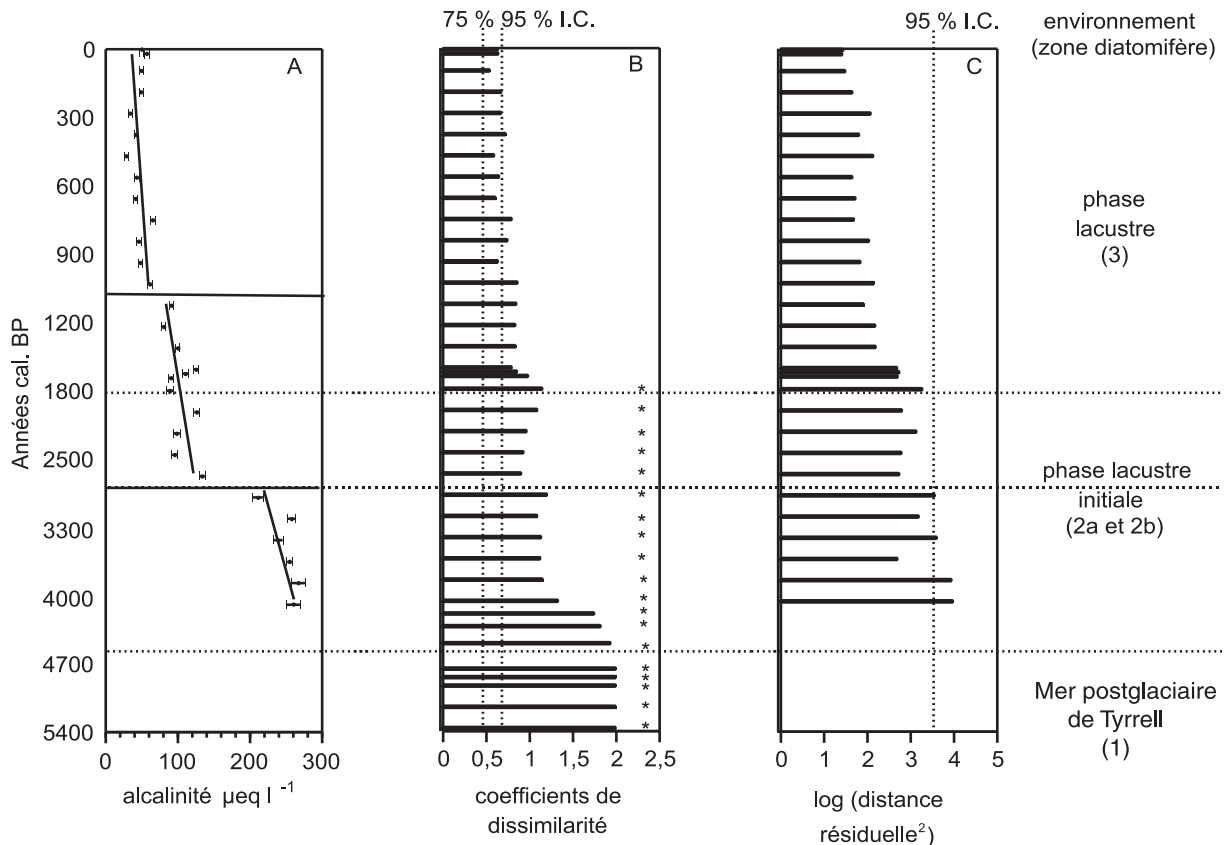 75 % 95 % I.C.
95 % I.C.
environnement
(zone diatomifère)
A
B
C
Années cal. BP
0
300
600
900
1200
1800
2500
3300
4000
4700
5400
0
100
200
300
alcalinité µeq l -1
* * * * * * * * * * * * * * * * * *
0
0,5
1
1,5
2
2,5
coefficients de
dissimilarité
0
1
2
3
4
5
log (distance
résiduelle2)
phase
lacustre
(3)
phase lacustre
initiale
(2a et 2b)
Mer postglaciaire
de Tyrrell
(1)